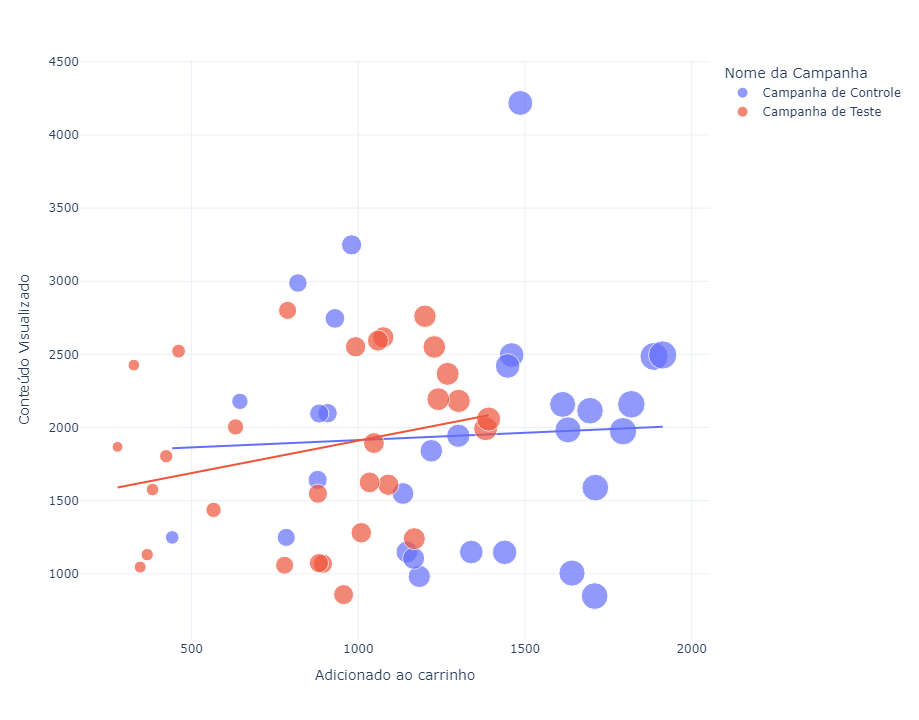 Nome da Campanha
Campanha de Controle
Campanha de Teste
4500
4000
3500
3000
2500
2000
1500
1000
Conteúdo Visualizado
500
1000
1500
2000
Adicionado ao carrinho